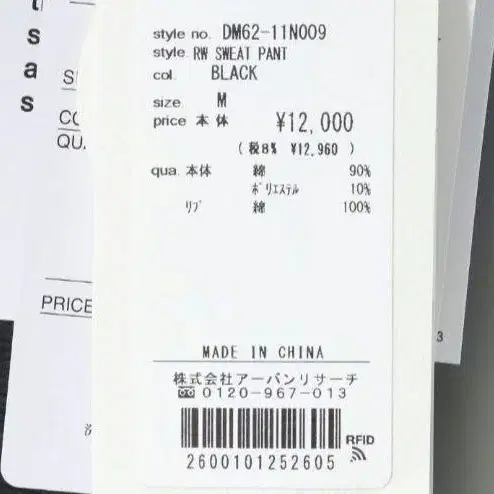 t
s
a
s
PRICE
style no. DM62-11N009
style. RW SWEAT PANT
col. BLACK
size M
price 本体 ¥12,000
(税8% ¥12,960 )
qua. 本体 綿 90%
ﾎﾟﾘｴｽﾃﾙ 10%
ﾘﾌﾞ 綿 100%
MADE IN CHINA
株式会社アーバンリサーチ
0120-967-013
RFID
2600101252605
3